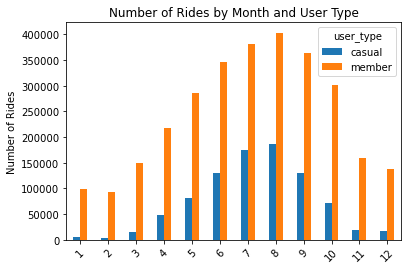 Number of Rides by Month and User Type
user_type
casual
member
Number of Rides
400000
350000
300000
250000
200000
150000
100000
50000
0
1 2 3 4 5 6 7 8 9 10 11 12